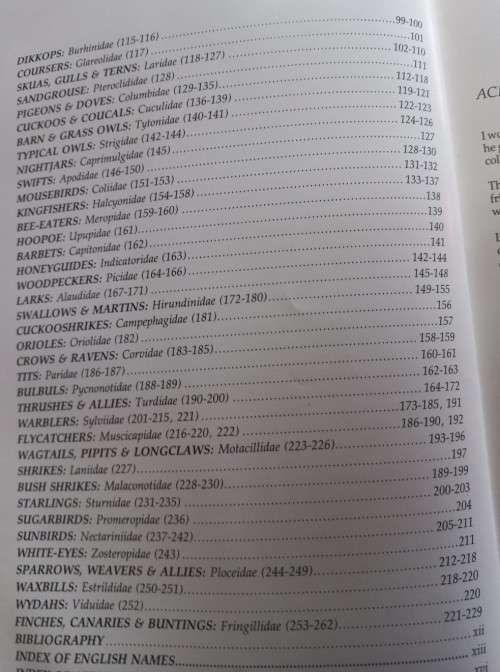 DIKKOPS: Burhinidae (115-116)..........99-100
COURSERS: Glareolidae (117)..........101
SKUAS, GULLS & TERNS: Laridae (118-127)..........102-110
SANDGROUSE: Pteroclididae (128)..........111
PIGEONS & DOVES: Columbidae (129-135)..........112-118
CUCKOOS & COUCALS: Cuculidae (136-139)..........119-121
BARN & GRASS OWLS: Tytonidae (140-141)..........122-123
TYPICAL OWLS: Strigidae (142-144)..........124-126
NIGHTJARS: Caprimulgidae (145)..........127
SWIFTS: Apodidae (146-150)..........128-130
MOUSEBIRDS: Coliidae (151-153)..........131-132
KINGFISHERS: Halcyonidae (154-158)..........133-137
BEE-EATERS: Meropidae (159-160)..........138
HOOPOE: Upupidae (161)..........139
BARBETS: Capitonidae (162)..........140
HONEYGUIDES: Indicatoridae (163)..........141
WOODPECKERS: Picidae (164-166)..........142-144
LARKS: Alaudidae (167-171)..........145-148
SWALLOWS & MARTINS: Hirundinidae (172-180)..........149-155
CUCKOOSHRIKES: Campephagidae (181)..........156
ORIOLES: Oriolidae (182)..........157
CROWS & RAVENS: Corvidae (183-185)..........158-159
TITS: Paridae (186-187)..........160-161
BULBULS: Pycnonotidae (188-189)..........162-163
THRUSHES & ALLIES: Turdidae (190-200)..........164-172
WARBLERS: Sylviidae (201-215, 221)..........173-185, 191
FLYCATCHERS: Muscicapidae (216-220, 222)..........186-190, 192
WAGTAILS, PIPITS & LONGCLAWS: Motacillidae (223-226)..........193-196
SHRIKES: Laniidae (227)..........197
BUSH SHRIKES: Malaconotidae (228-230)..........189-199
STARLINGS: Sturnidae (231-235)..........200-203
SUGARBIRDS: Promeropidae (236)..........204
SUNBIRDS: Nectariniidae (237-242)..........205-211
WHITE-EYES: Zosteropidae (243)..........211
SPARROWS, WEAVERS & ALLIES: Ploceidae (244-249)..........212-218
WAXBILLS: Estrildidae (250-251)..........218-220
WYDAHS: Viduidae (252)..........220
FINCHES, CANARIES & BUNTINGS: Fringillidae (253-262)..........221-229
BIBLIOGRAPHY..........xii
INDEX OF ENGLISH NAMES..........xiii